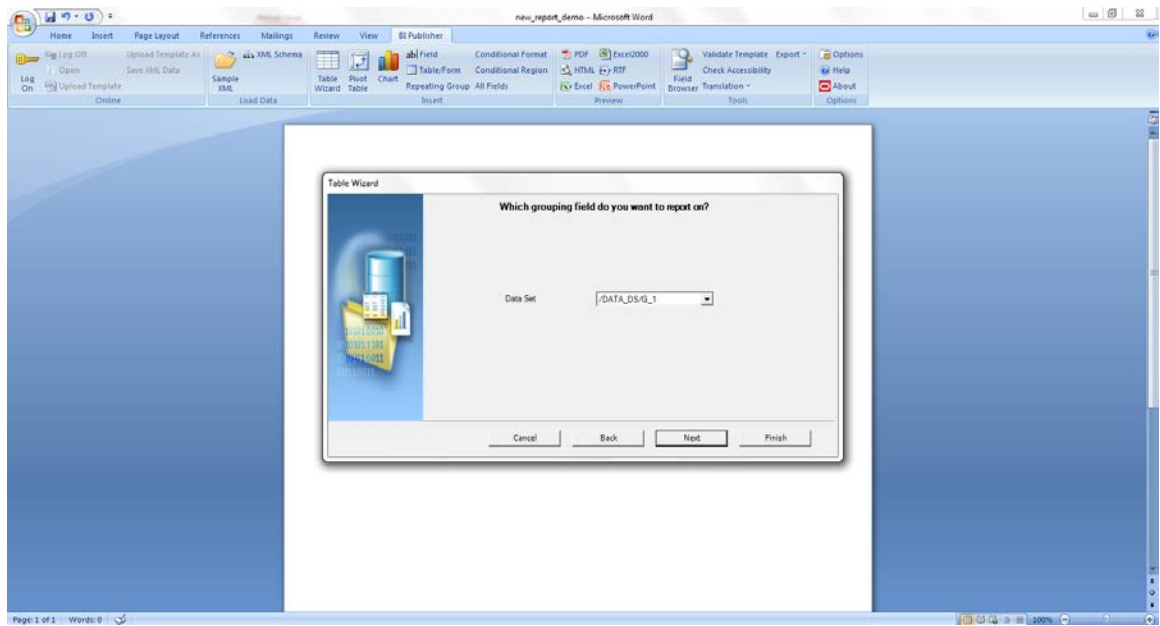 new_report_demo - Microsoft Word
Home Insert Page Layout References Mailings Review View BI Publisher
Log On
Log Off
Open
Upload Template
Upload Template As
Save XML Data
Online
Sample XML
XML Schema
Load Data
Table Wizard
Pivot Table
Chart
Field
Table/Form
Repeating Group
Conditional Format
Conditional Region
All Fields
Insert
PDF Excel2000
HTML RTF
Excel PowerPoint
Preview
Field Browser
Validate Template Export
Check Accessibility
Translation
Tools
Options
Help
About
Options
Table Wizard
Which grouping field do you want to report on?
Data Set /DATA_DS/G_1
Cancel Back Next Finish
Page: 1 of 1 Words: 0 100%